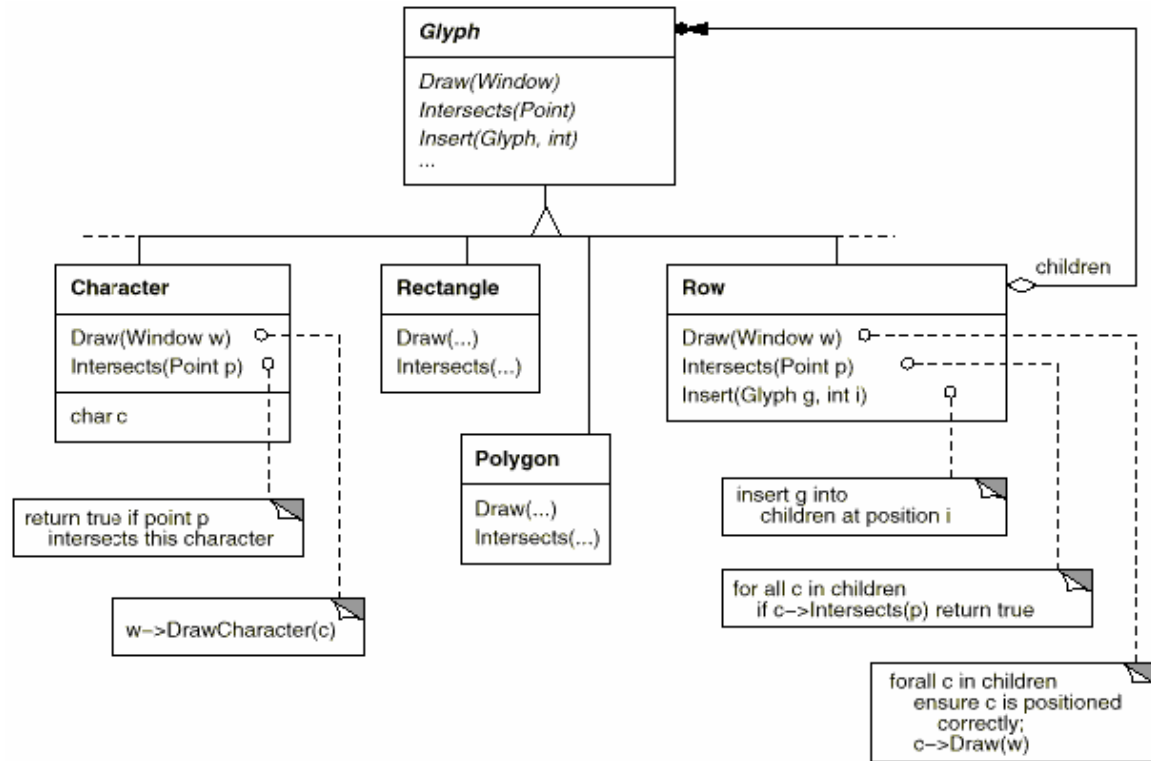 Glyph
Draw(Window)
Intersects(Point)
Insert(Glyph, int)
...
children
Character
Draw(Window w)
Intersects(Point p)
char c
Rectangle
Draw(...)
Intersects(...)
Row
Draw(Window w)
Intersects(Point p)
Insert(Glyph g, int i)
Polygon
Draw(...)
Intersects(...)
return true if point p
intersects this character
w->DrawCharacter(c)
insert g into
children at position i
for all c in children
if c->Intersects(p) return true
forall c in children
ensure c is positioned
correctly;
c->Draw(w)